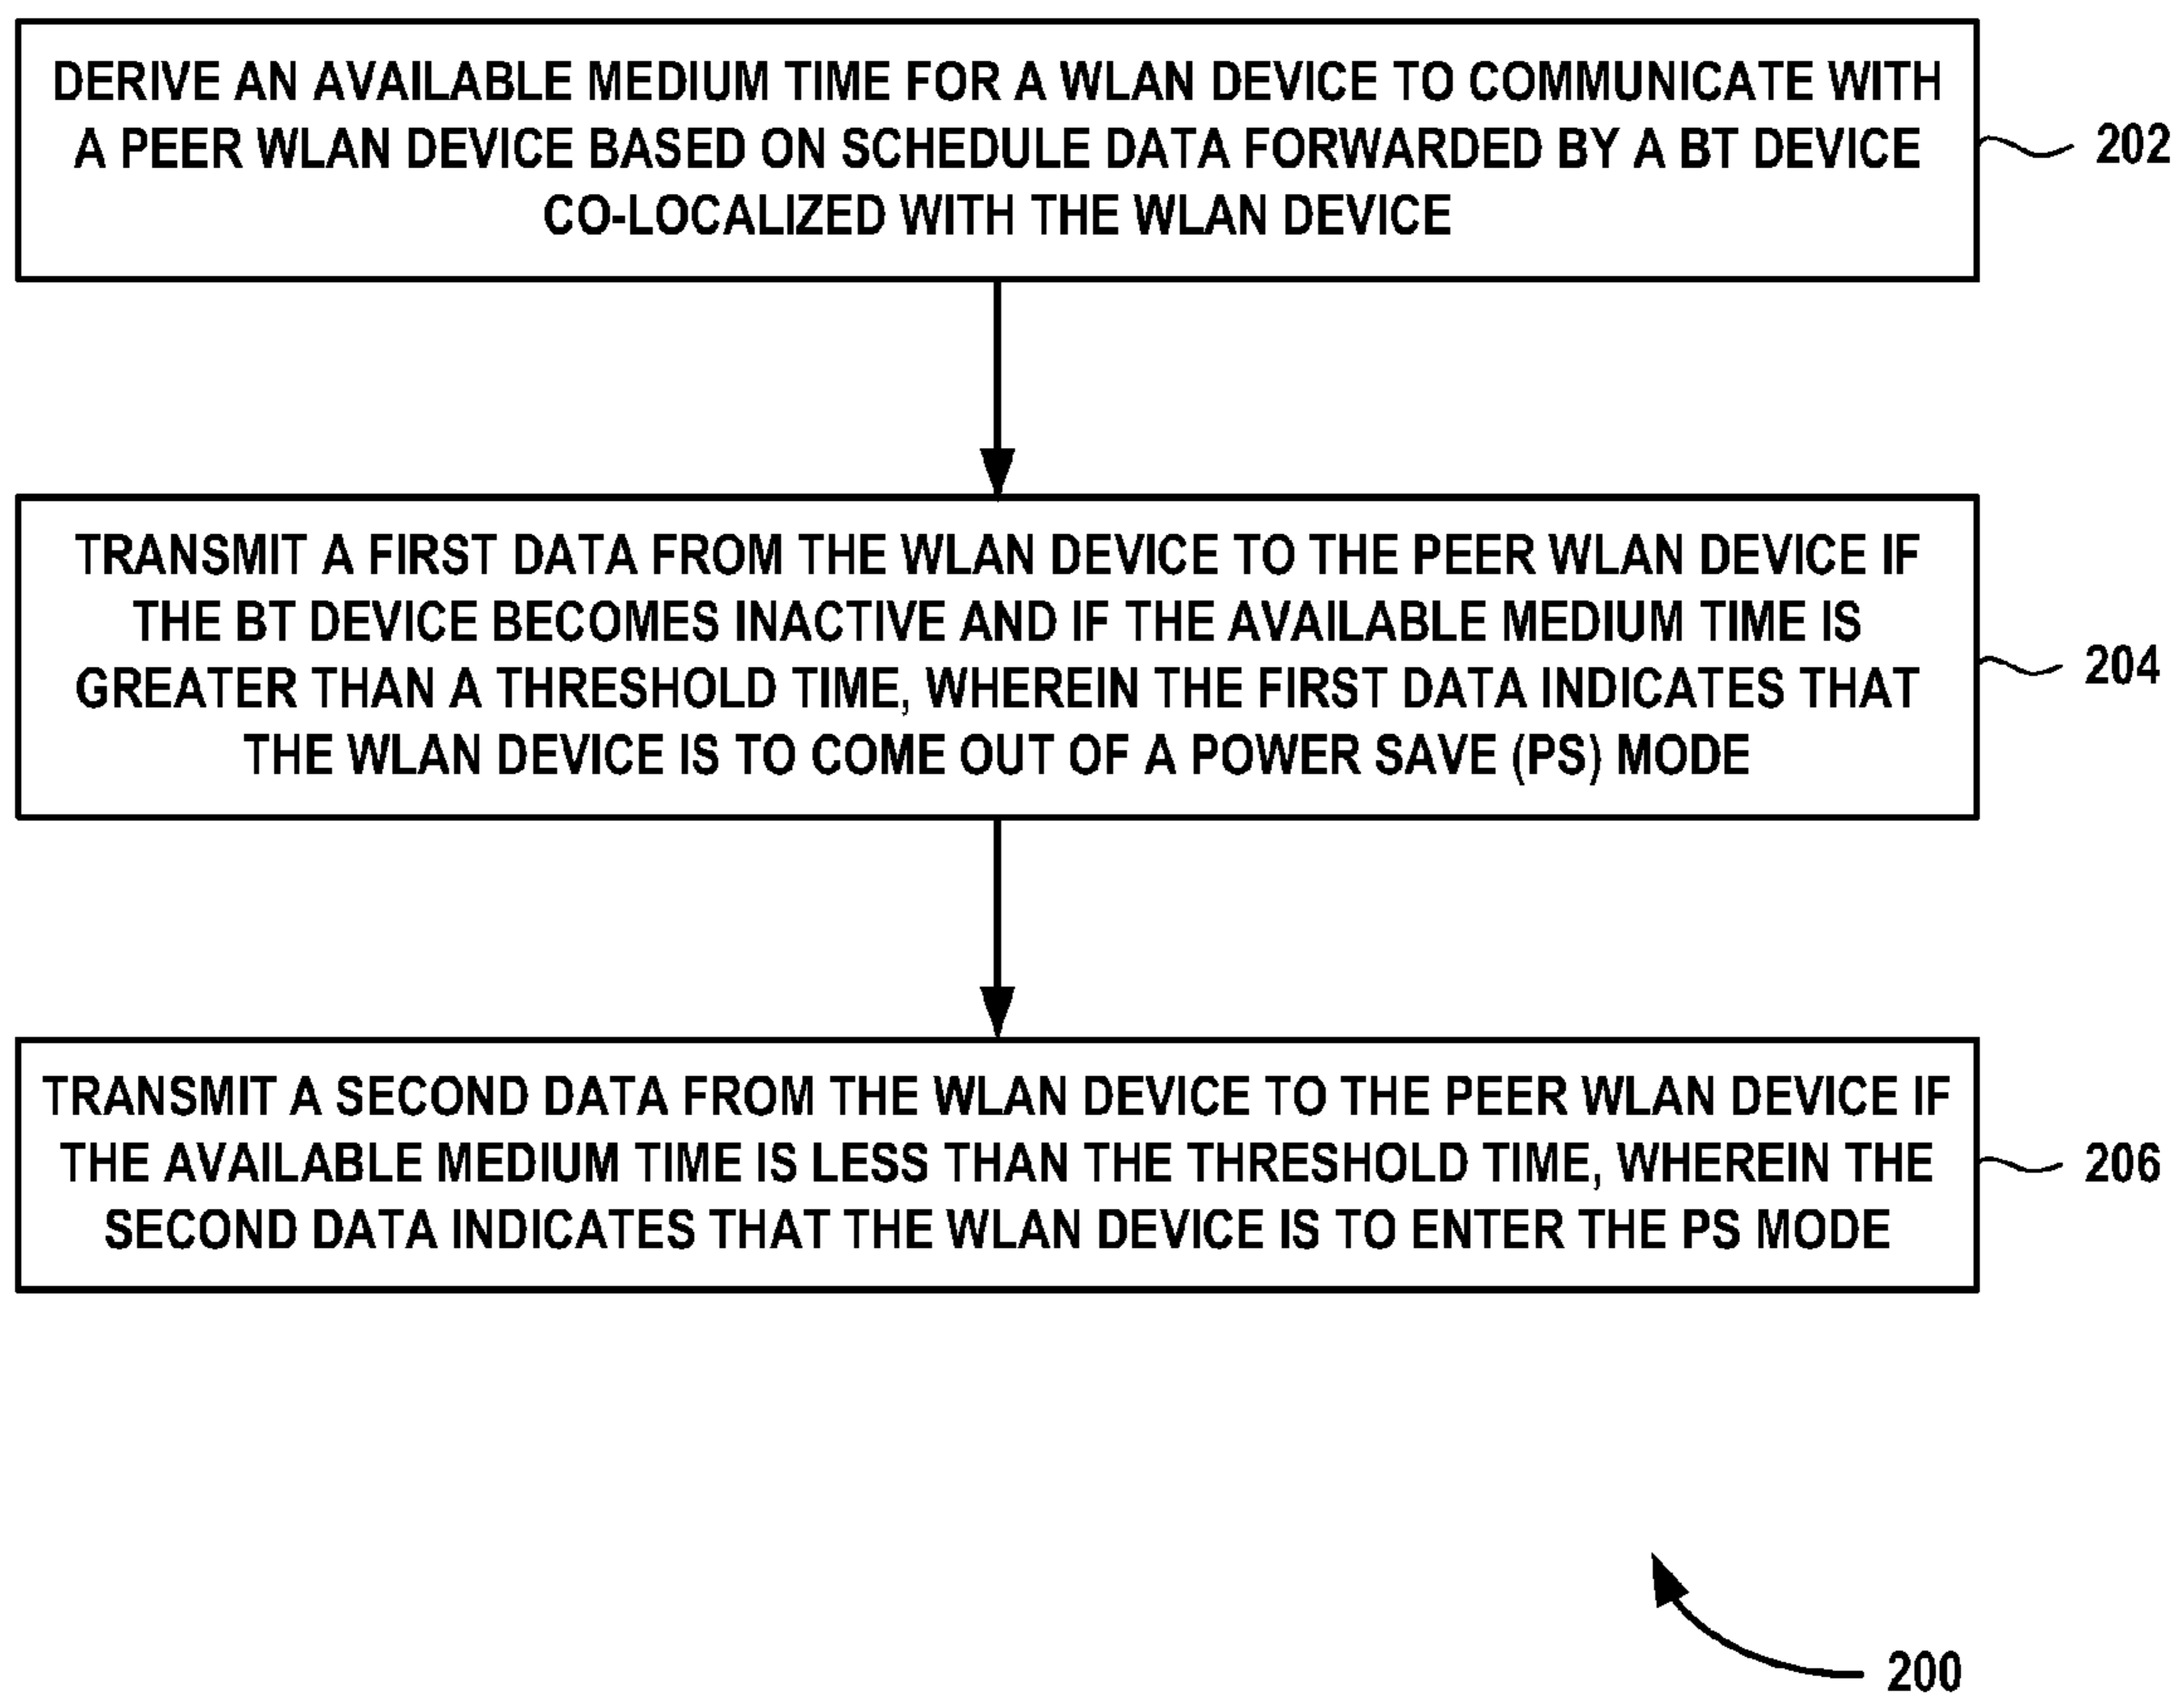 DERIVE AN AVAILABLE MEDIUM TIME FOR A WLAN DEVICE TO COMMUNICATE WITH
A PEER WLAN DEVICE BASED ON SCHEDULE DATA FORWARDED BY A BT DEVICE
CO-LOCALIZED WITH THE WLAN DEVICE
202
TRANSMIT A FIRST DATA FROM THE WLAN DEVICE TO THE PEER WLAN DEVICE IF
THE BT DEVICE BECOMES INACTIVE AND IF THE AVAILABLE MEDIUM TIME IS
GREATER THAN A THRESHOLD TIME, WHEREIN THE FIRST DATA INDICATES THAT
THE WLAN DEVICE IS TO COME OUT OF A POWER SAVE (PS) MODE
204
TRANSMIT A SECOND DATA FROM THE WLAN DEVICE TO THE PEER WLAN DEVICE IF
THE AVAILABLE MEDIUM TIME IS LESS THAN THE THRESHOLD TIME, WHEREIN THE
SECOND DATA INDICATES THAT THE WLAN DEVICE IS TO ENTER THE PS MODE
206
200